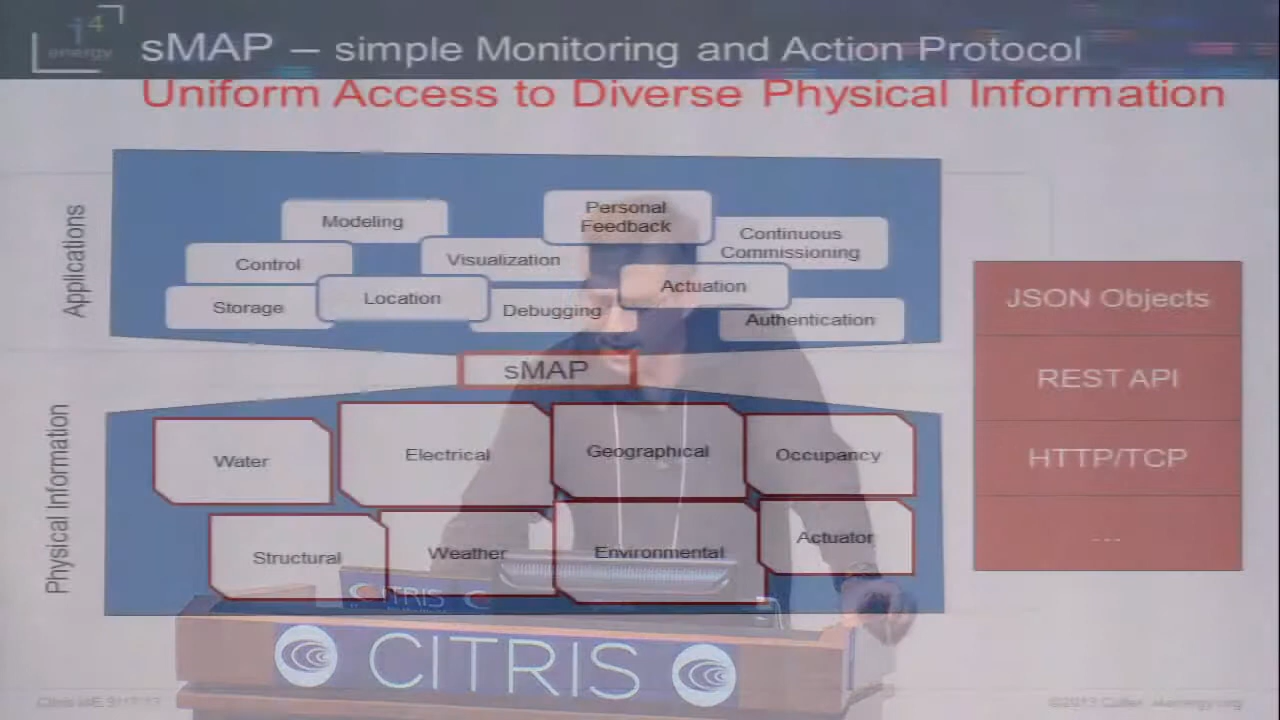 i4
energy
sMAP – simple Monitoring and Action Protocol
Uniform Access to Diverse Physical Information
Applications
Modeling
Personal
Feedback
Continuous
Commissioning
Control
Visualization
Actuation
Storage
Location
Debugging
Authentication
sMAP
Physical Information
Water
Electrical
Geographical
Occupancy
Structural
Weather
Environmental
Actuator
JSON Objects
REST API
HTTP/TCP
...
CITRIS
CITRIS